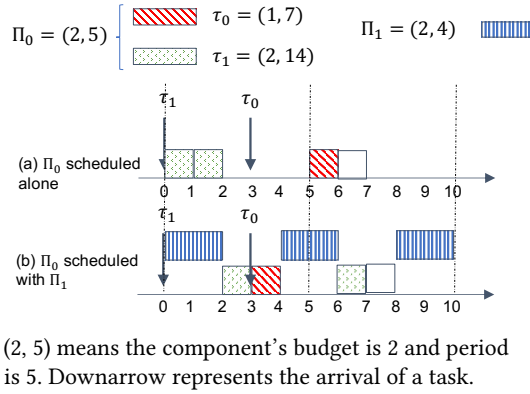 Π₀ = (2, 5)
τ₀ = (1, 7)
τ₁ = (2, 14)
Π₁ = (2, 4)
τ₁
τ₀
(a) Π₀ scheduled
alone
0 1 2 3 4 5 6 7 8 9 10
τ₁
τ₀
(b) Π₀ scheduled
with Π₁
0 1 2 3 4 5 6 7 8 9 10
(2, 5) means the component's budget is 2 and period
is 5. Downarrow represents the arrival of a task.